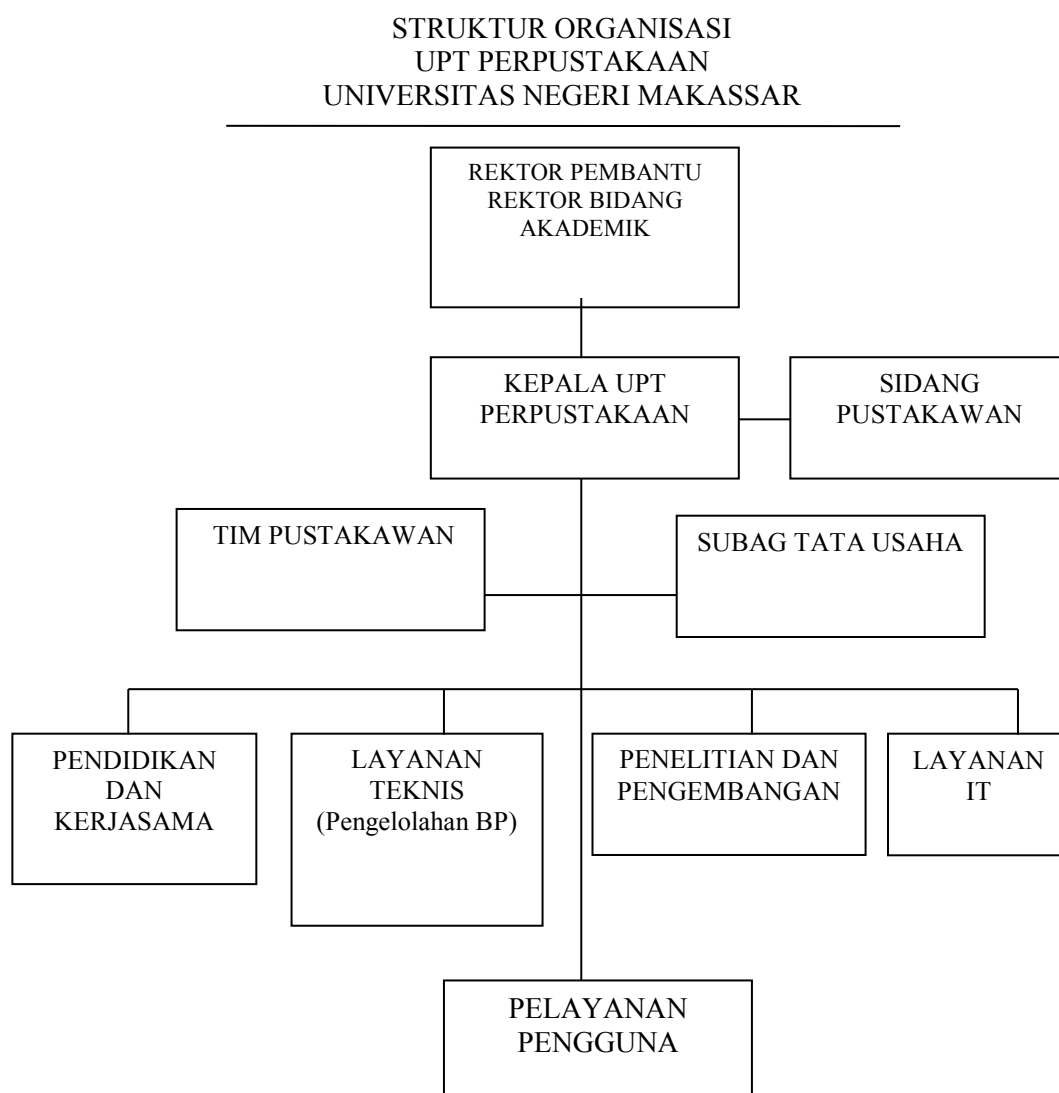 STRUKTUR ORGANISASI
UPT PERPUSTAKAAN
UNIVERSITAS NEGERI MAKASSAR
REKTOR PEMBANTU
REKTOR BIDANG
AKADEMIK
KEPALA UPT
PERPUSTAKAAN
SIDANG
PUSTAKAWAN
TIM PUSTAKAWAN
SUBAG TATA USAHA
PENDIDIKAN
DAN
KERJASAMA
LAYANAN
TEKNIS
(Pengelolahan BP)
PENELITIAN DAN
PENGEMBANGAN
LAYANAN
IT
PELAYANAN
PENGGUNA